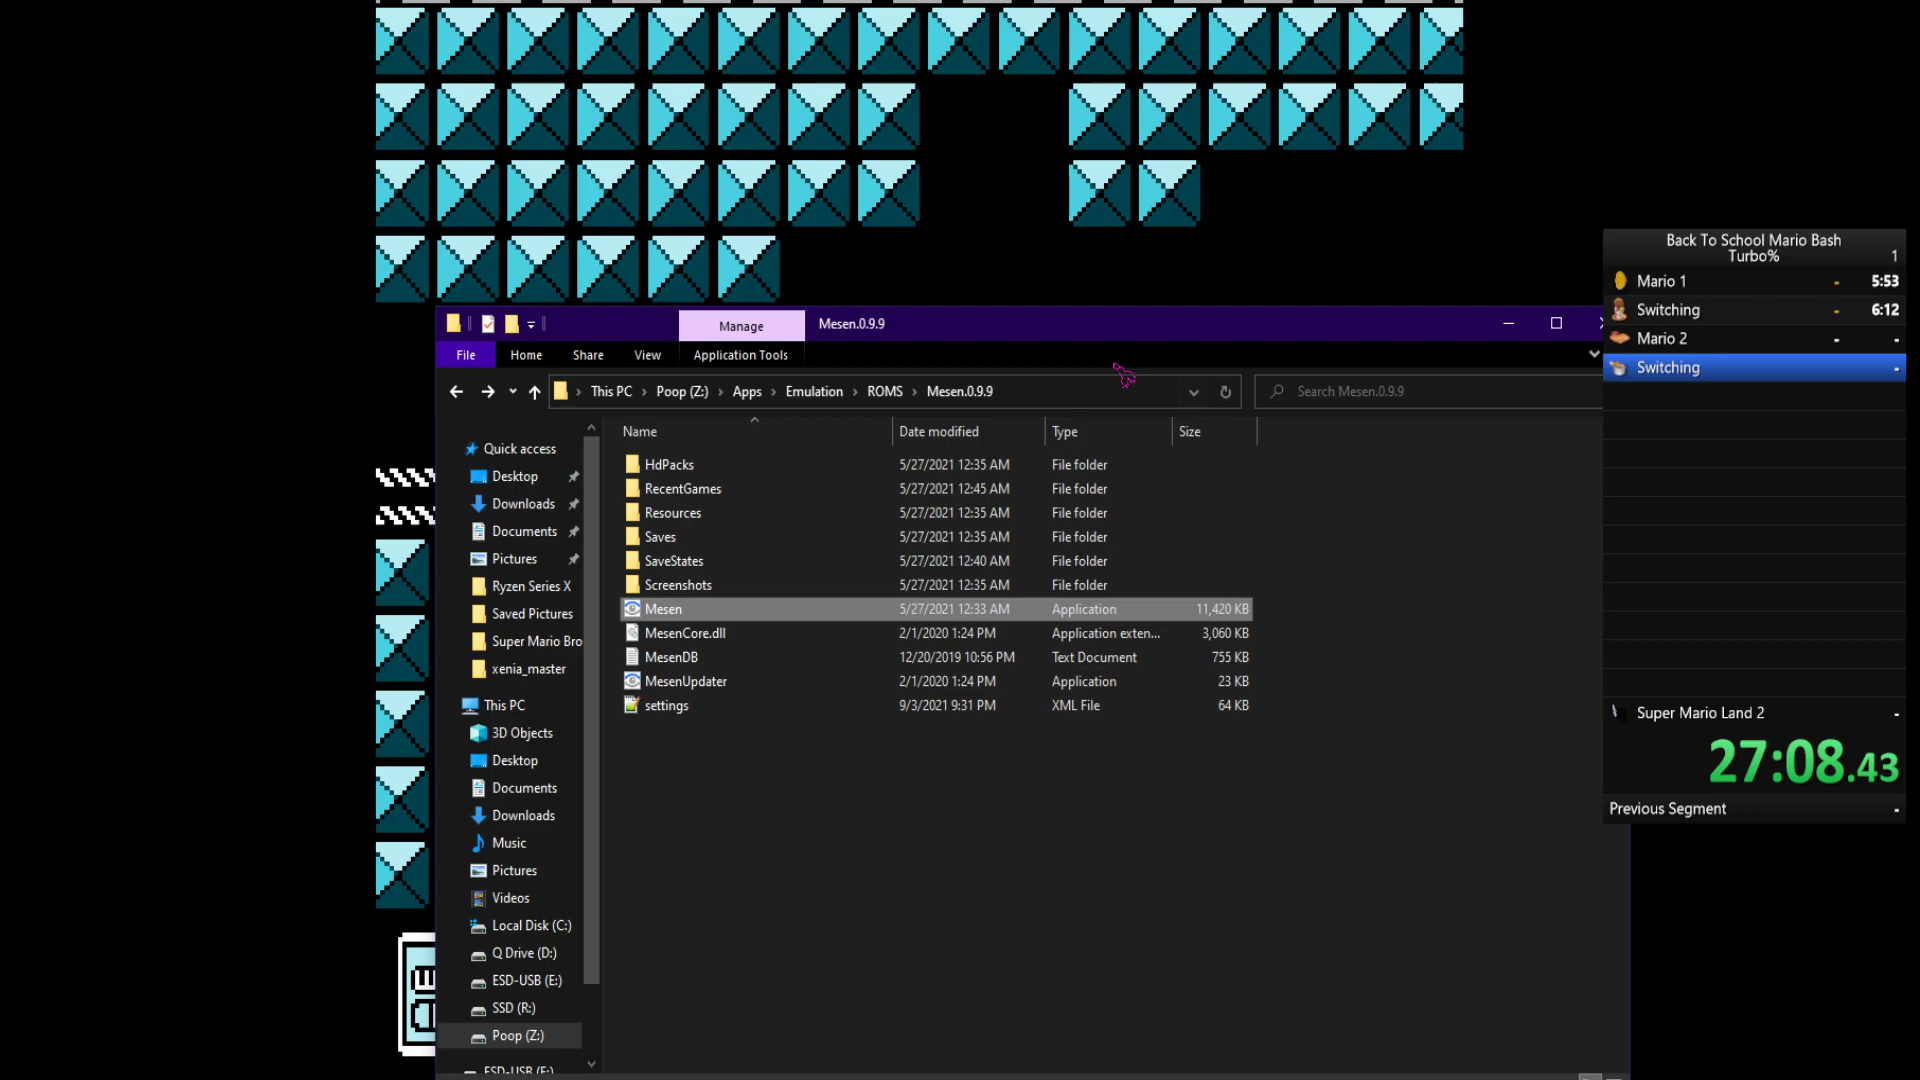 Manage
Mesen.0.9.9
File
Home
Share
View
Application Tools
This PC > Poop (Z:) > Apps > Emulation > ROMS > Mesen.0.9.9
Search Mesen.0.9.9
Name
Date modified
Type
Size
HdPacks 5/27/2021 12:35 AM File folder
RecentGames 5/27/2021 12:45 AM File folder
Resources 5/27/2021 12:35 AM File folder
Saves 5/27/2021 12:35 AM File folder
SaveStates 5/27/2021 12:40 AM File folder
Screenshots 5/27/2021 12:35 AM File folder
Mesen 5/27/2021 12:33 AM Application 11,420 KB
MesenCore.dll 2/1/2020 1:24 PM Application exten... 3,060 KB
MesenDB 12/20/2019 10:56 PM Text Document 755 KB
MesenUpdater 2/1/2020 1:24 PM Application 23 KB
settings 9/3/2021 9:31 PM XML File 64 KB
Quick access
Desktop
Downloads
Documents
Pictures
Ryzen Series X
Saved Pictures
Super Mario Bro
xenia_master
This PC
3D Objects
Desktop
Documents
Downloads
Music
Pictures
Videos
Local Disk (C:)
Q Drive (D:)
ESD-USB (E:)
SSD (R:)
Poop (Z:)
ESD-USB (E:)
Back To School Mario Bash
Turbo% 1
Mario 1 - 5:53
Switching - 6:12
Mario 2 - -
Switching -
Super Mario Land 2 -
27:08.43
Previous Segment -